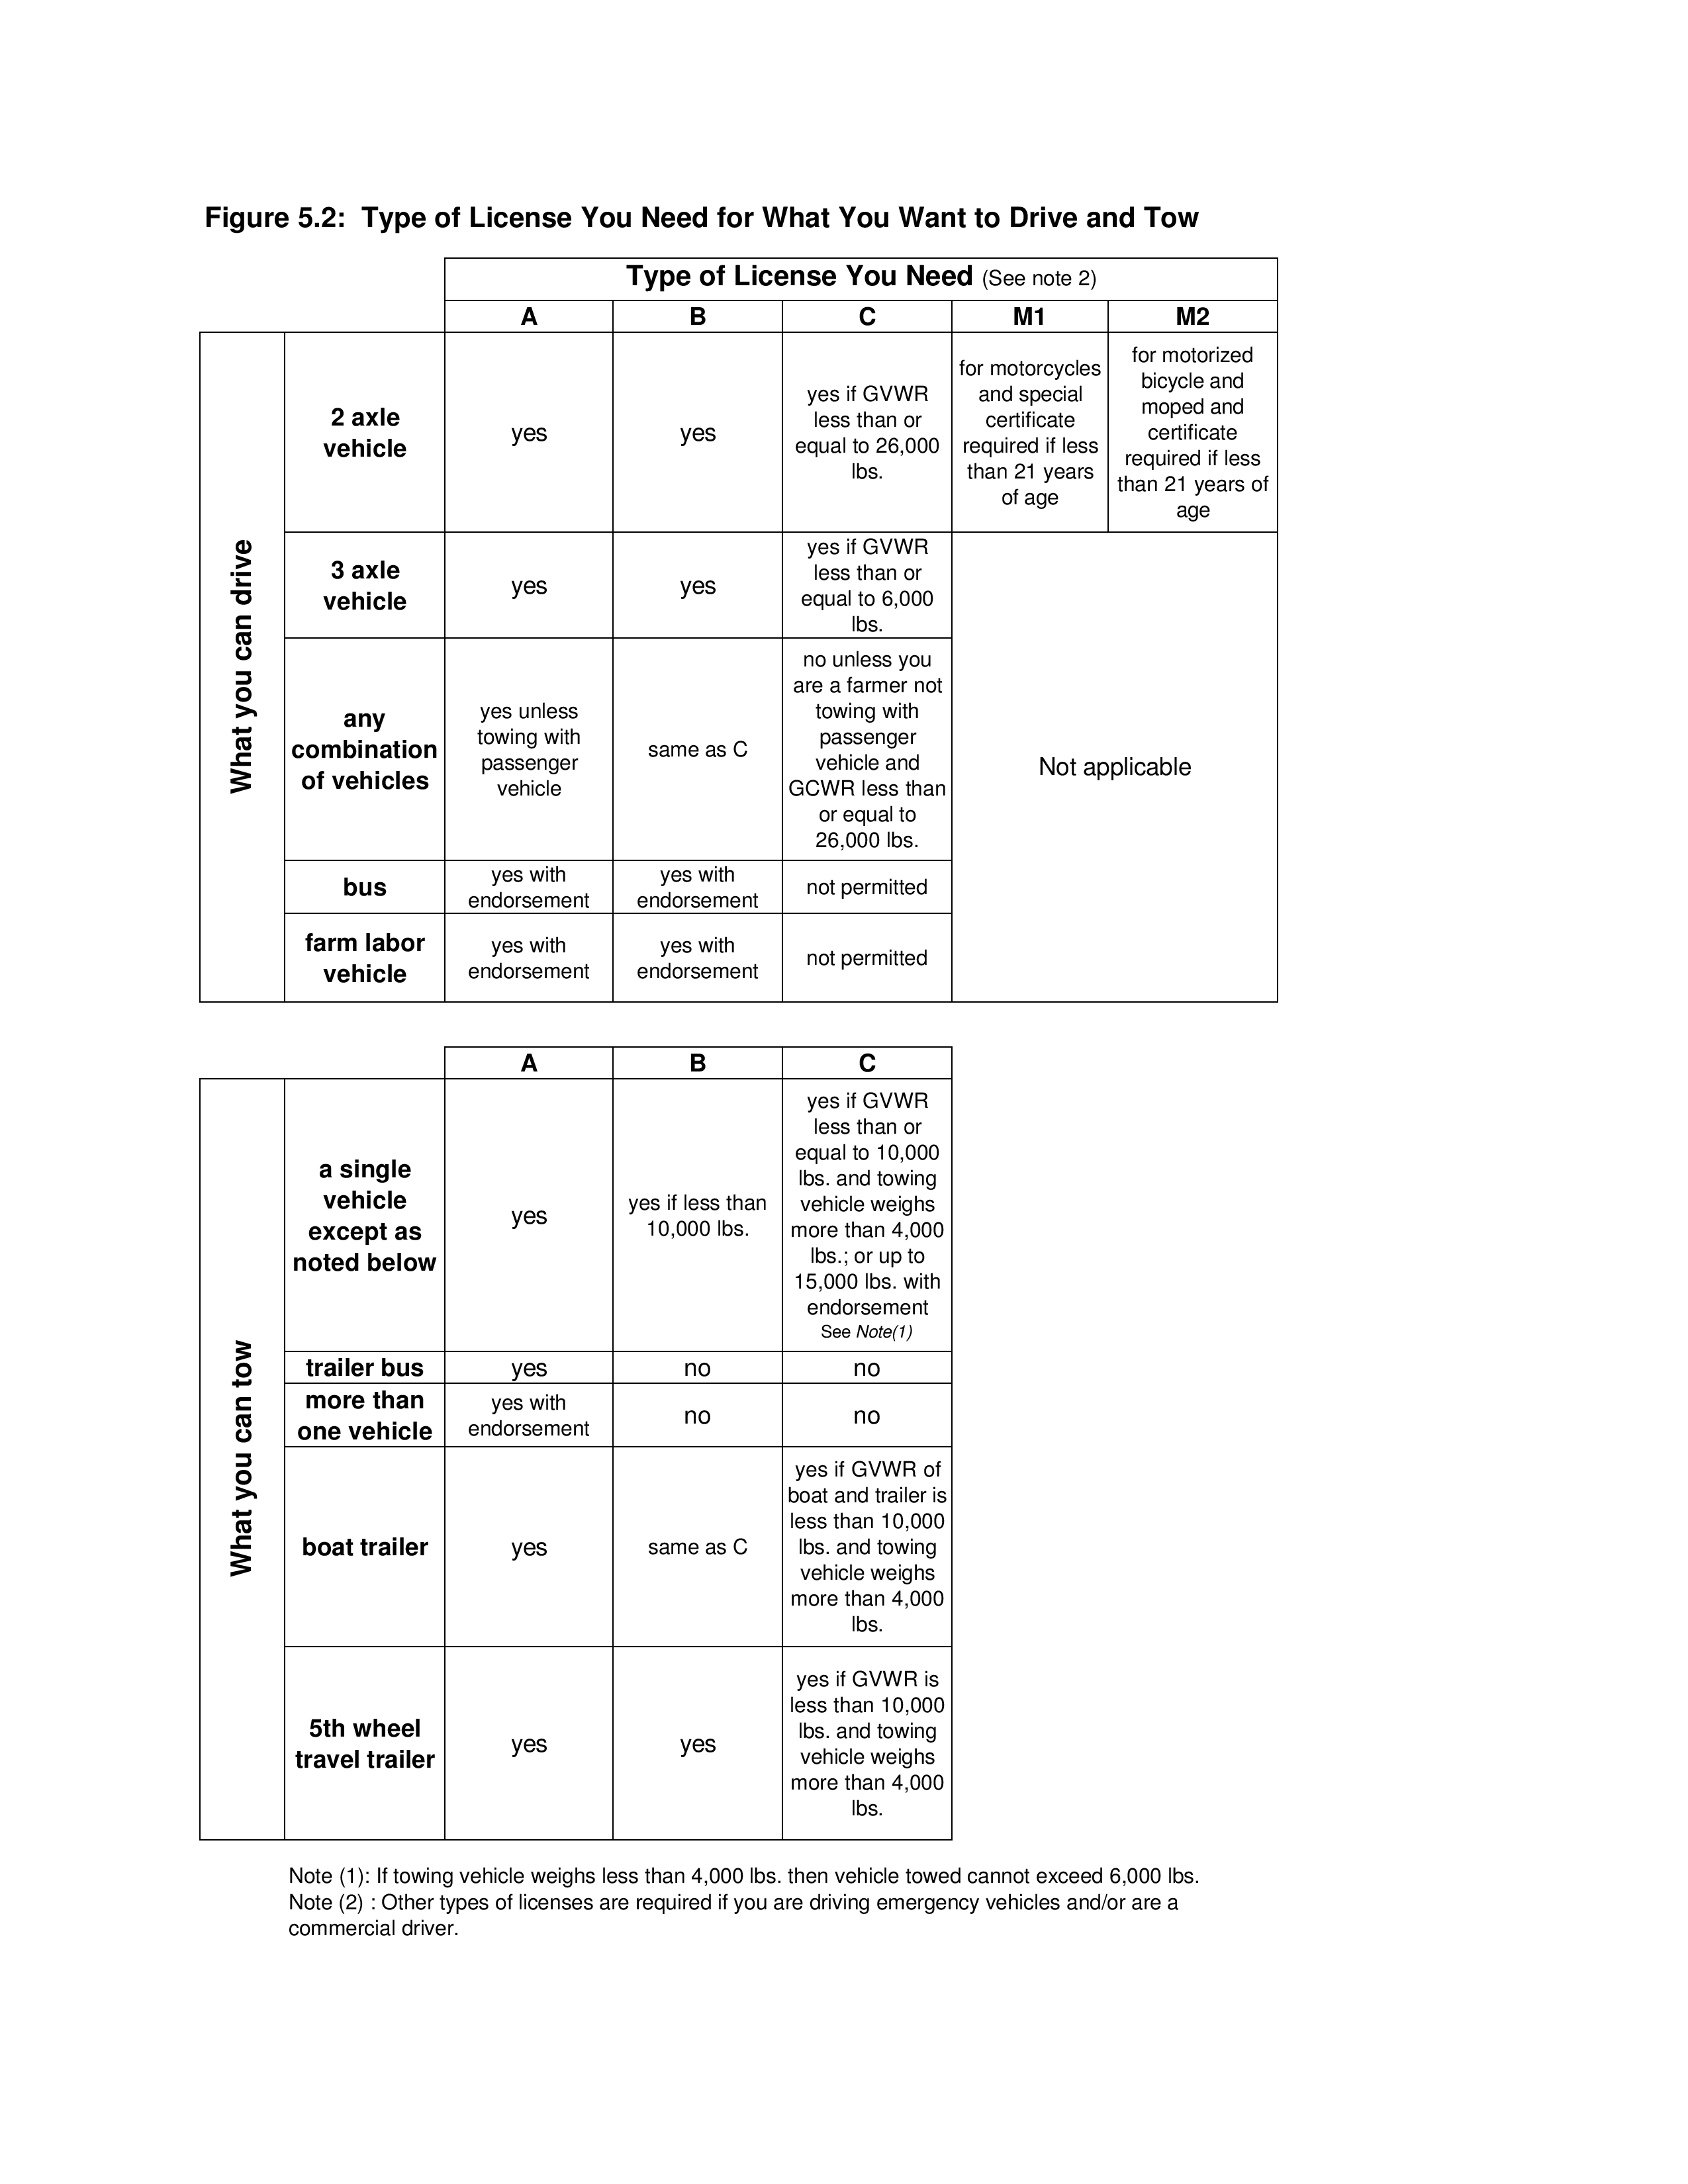 Figure 5.2:  Type of License You Need for What You Want to Drive and Tow
Type of License You Need (See note 2)
A B C M1 M2
What you can drive
2 axle
vehicle
yes
yes
yes if GVWR
less than or
equal to 26,000
lbs.
for motorcycles
and special
certificate
required if less
than 21 years
of age
for motorized
bicycle and
moped and
certificate
required if less
than 21 years of
age
3 axle
vehicle
yes
yes
yes if GVWR
less than or
equal to 6,000
lbs.
any
combination
of vehicles
yes unless
towing with
passenger
vehicle
same as C
no unless you
are a farmer not
towing with
passenger
vehicle and
GCWR less than
or equal to
26,000 lbs.
Not applicable
bus
yes with
endorsement
yes with
endorsement
not permitted
farm labor
vehicle
yes with
endorsement
yes with
endorsement
not permitted
A B C
What you can tow
a single
vehicle
except as
noted below
yes
yes if less than
10,000 lbs.
yes if GVWR
less than or
equal to 10,000
lbs. and towing
vehicle weighs
more than 4,000
lbs.; or up to
15,000 lbs. with
endorsement
See Note(1)
trailer bus
yes
no
no
more than
one vehicle
yes with
endorsement
no
no
boat trailer
yes
same as C
yes if GVWR of
boat and trailer is
less than 10,000
lbs. and towing
vehicle weighs
more than 4,000
lbs.
5th wheel
travel trailer
yes
yes
yes if GVWR is
less than 10,000
lbs. and towing
vehicle weighs
more than 4,000
lbs.
Note (1): If towing vehicle weighs less than 4,000 lbs. then vehicle towed cannot exceed 6,000 lbs.
Note (2) : Other types of licenses are required if you are driving emergency vehicles and/or are a
commercial driver.